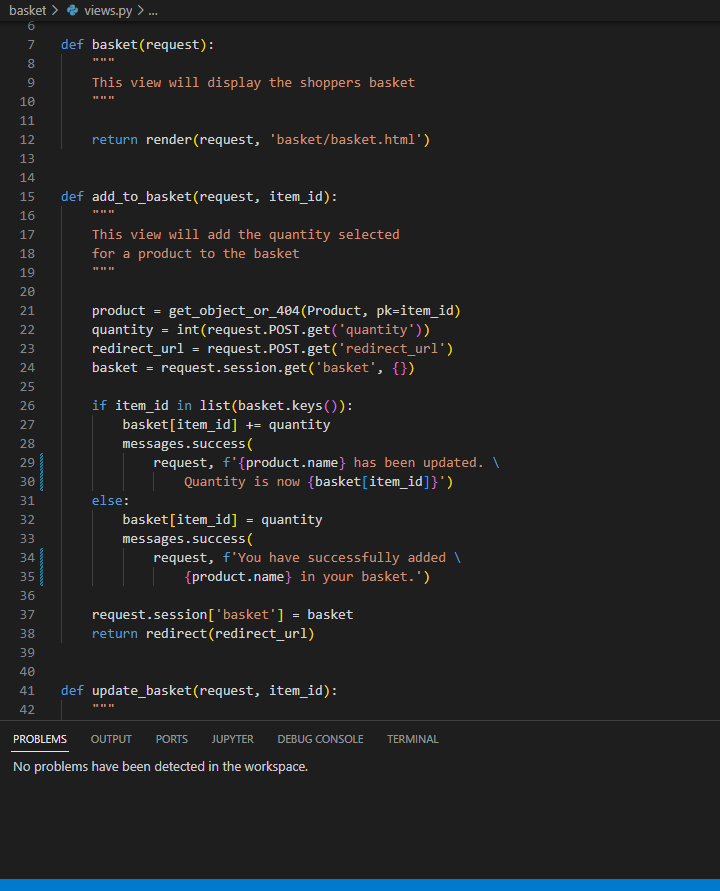 basket > views.py > ...
6
7 def basket(request):
8 """
9 This view will display the shoppers basket
10 """
11
12 return render(request, 'basket/basket.html')
13
14
15 def add_to_basket(request, item_id):
16 """
17 This view will add the quantity selected
18 for a product to the basket
19 """
20
21 product = get_object_or_404(Product, pk=item_id)
22 quantity = int(request.POST.get('quantity'))
23 redirect_url = request.POST.get('redirect_url')
24 basket = request.session.get('basket', {})
25
26 if item_id in list(basket.keys()):
27 basket[item_id] += quantity
28 messages.success(
29 request, f'{product.name} has been updated. \
30 Quantity is now {basket[item_id]}')
31 else:
32 basket[item_id] = quantity
33 messages.success(
34 request, f'You have successfully added \
35 {product.name} in your basket.')
36
37 request.session['basket'] = basket
38 return redirect(redirect_url)
39
40
41 def update_basket(request, item_id):
42 """
PROBLEMS OUTPUT PORTS JUPYTER DEBUG CONSOLE TERMINAL
No problems have been detected in the workspace.